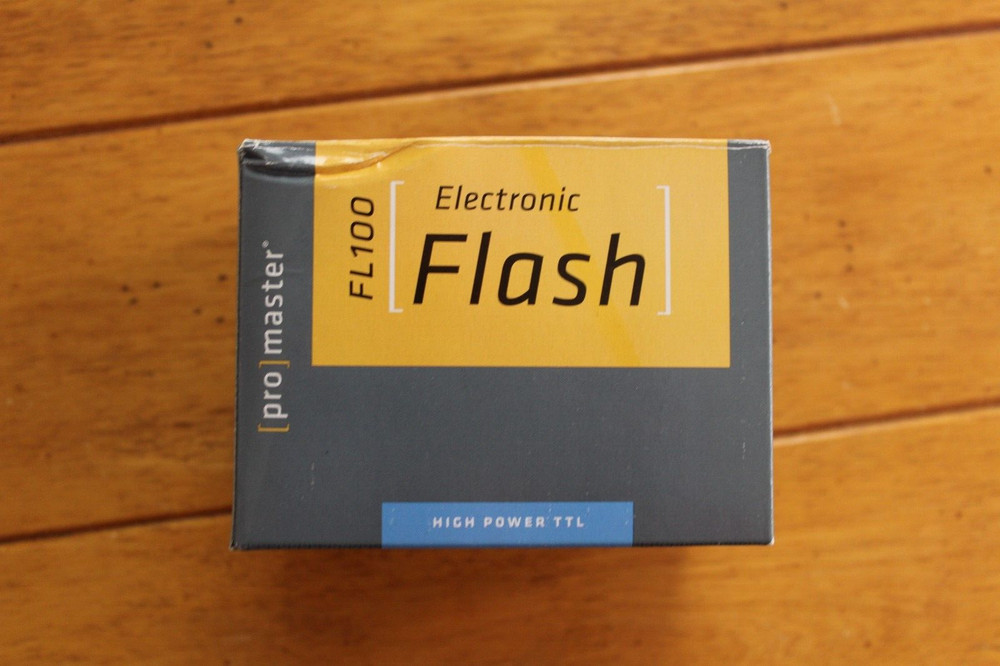 [pro]master®
FL100
[Electronic
Flash]
HIGH POWER TTL